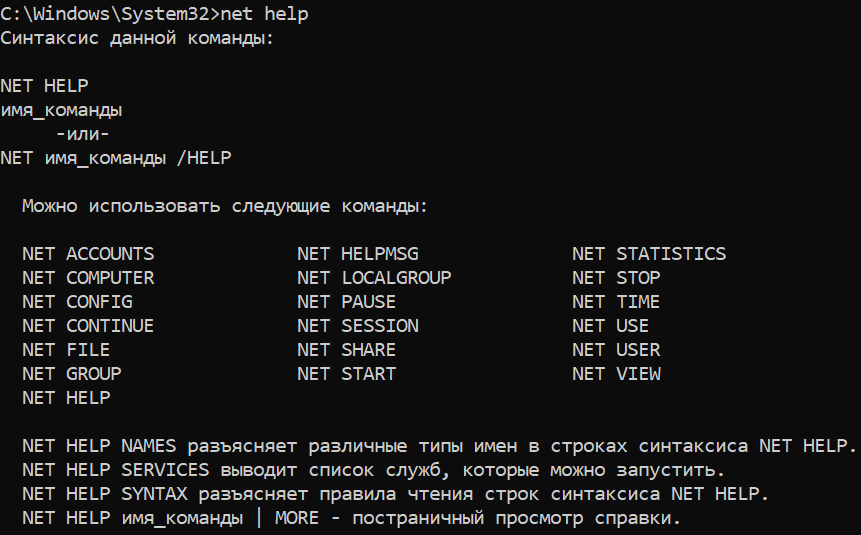 C:\Windows\System32>net help
Синтаксис данной команды:
NET HELP
имя_команды
-или-
NET имя_команды /HELP
Можно использовать следующие команды:
NET ACCOUNTS NET HELPMSG NET STATISTICS
NET COMPUTER NET LOCALGROUP NET STOP
NET CONFIG NET PAUSE NET TIME
NET CONTINUE NET SESSION NET USE
NET FILE NET SHARE NET USER
NET GROUP NET START NET VIEW
NET HELP
NET HELP NAMES разъясняет различные типы имен в строках синтаксиса NET HELP.
NET HELP SERVICES выводит список служб, которые можно запустить.
NET HELP SYNTAX разъясняет правила чтения строк синтаксиса NET HELP.
NET HELP имя_команды | MORE - постраничный просмотр справки.